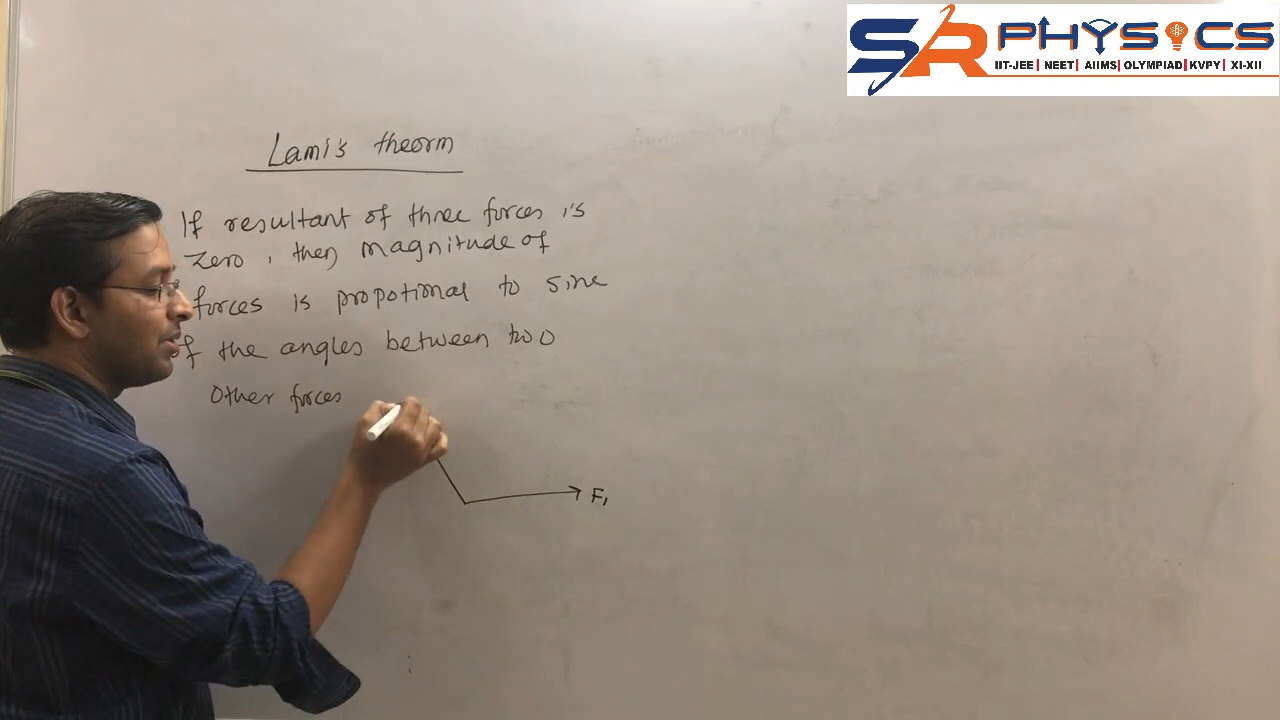 SR PHYSICS
IIT-JEE | NEET | AIIMS | OLYMPIAD | KVPY | XI-XII
Lami's theorm
If resultant of three forces is
zero, then magnitude of
forces is propotional to sine
f the angles between two
Other forces
F₁